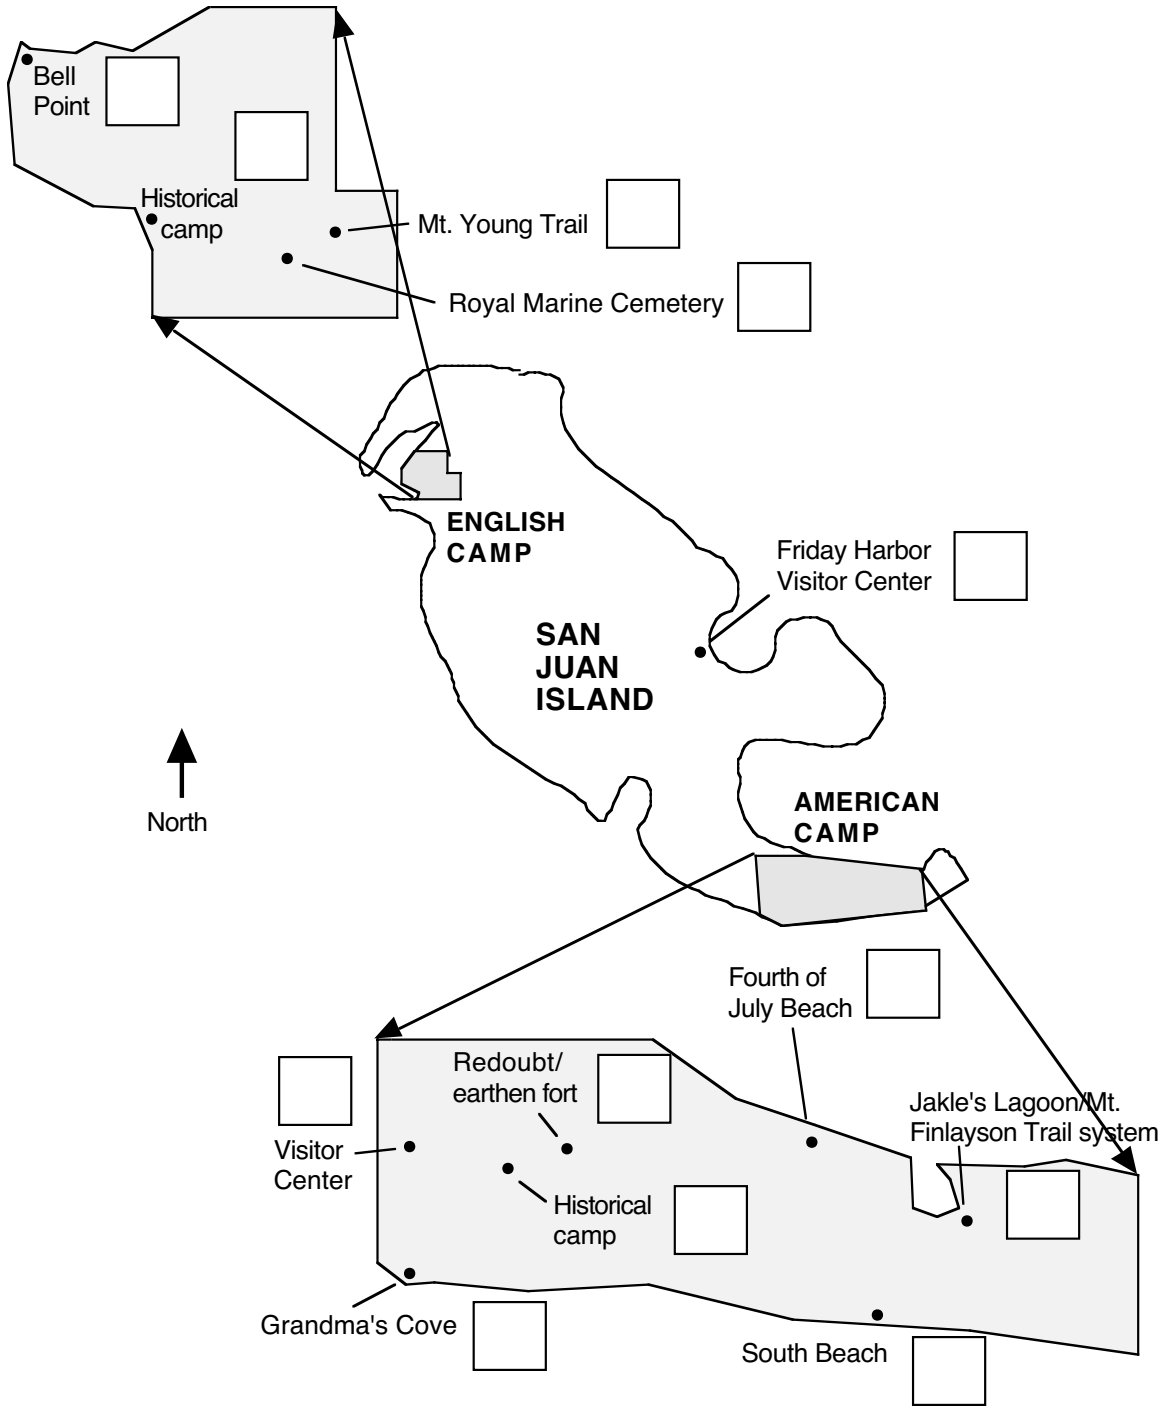 Bell
Point
Historical
camp
Mt. Young Trail
Royal Marine Cemetery
ENGLISH
CAMP
Friday Harbor
Visitor Center
SAN
JUAN
ISLAND
North
AMERICAN
CAMP
Fourth of
July Beach
Redoubt/
earthen fort
Jakle's Lagoon/Mt.
Finlayson Trail system
Visitor
Center
Historical
camp
Grandma's Cove
South Beach